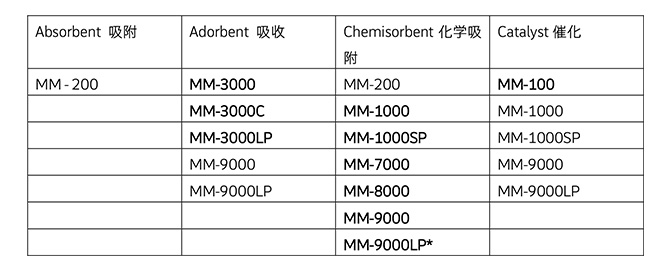 Absorbent 吸附 Adorbent 吸收 Chemisorbent 化学吸附 Catalyst 催化
MM-200 MM-3000 MM-200 MM-100
MM-3000C MM-1000 MM-1000
MM-3000LP MM-1000SP MM-1000SP
MM-9000 MM-7000 MM-9000
MM-9000LP MM-8000 MM-9000LP
MM-9000
MM-9000LP*